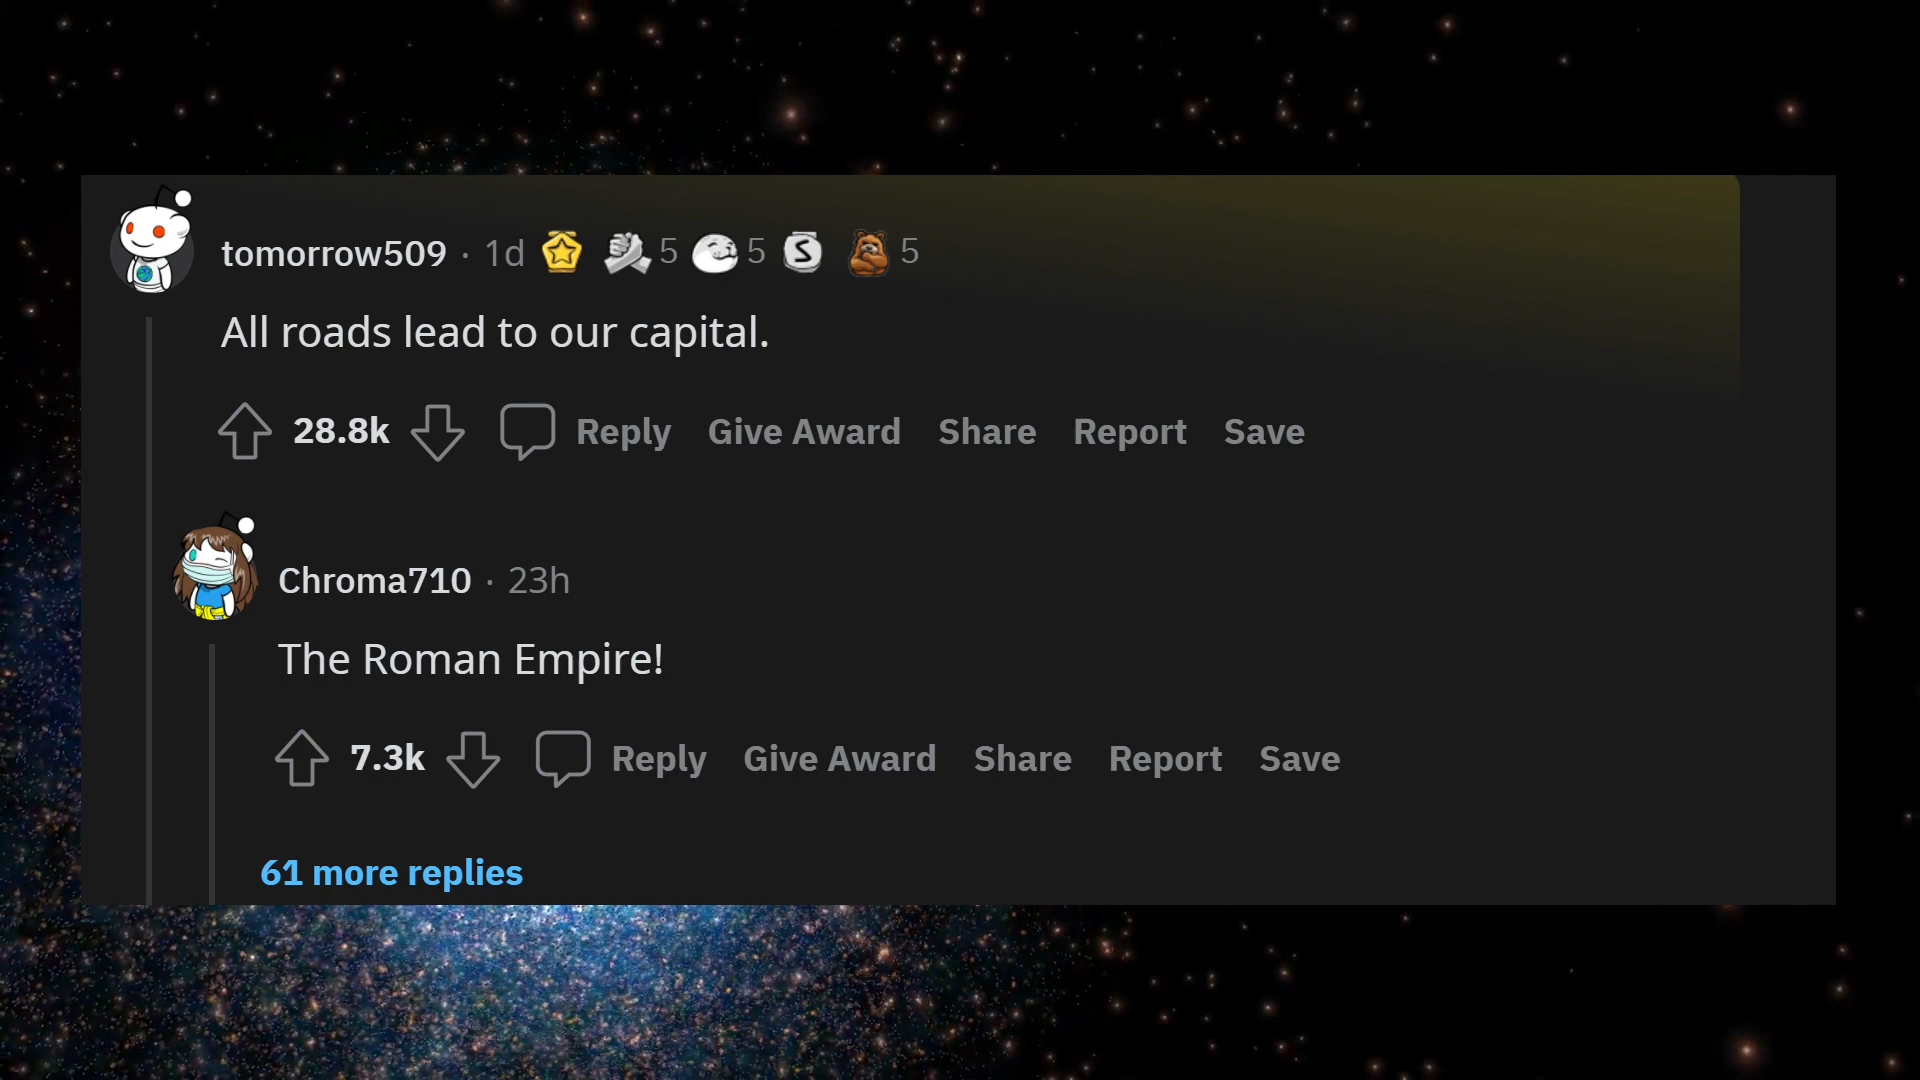 tomorrow509 · 1d 5 5 S 5
All roads lead to our capital.
28.8k Reply Give Award Share Report Save
Chroma710 · 23h
The Roman Empire!
7.3k Reply Give Award Share Report Save
61 more replies